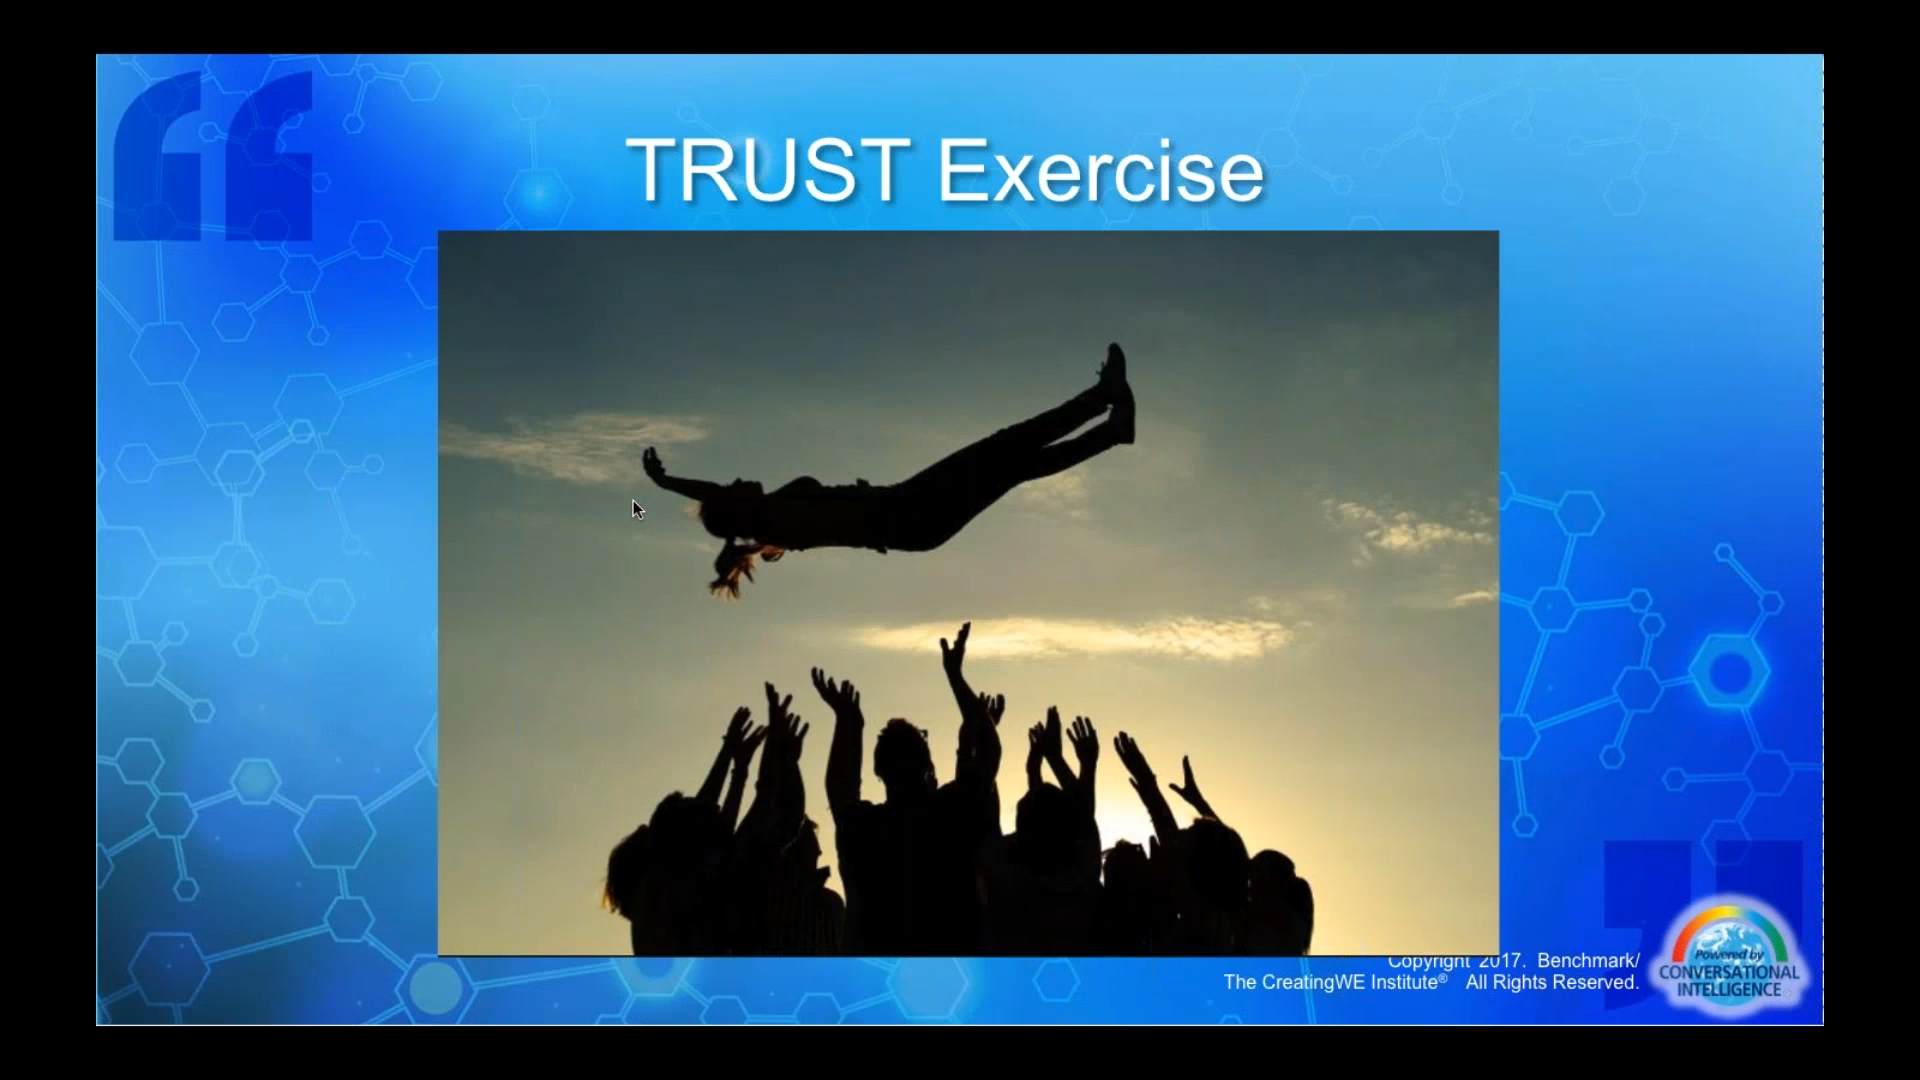 TRUST Exercise
Copyright 2017. Benchmark/
The CreatingWE Institute® All Rights Reserved.
Powered by
CONVERSATIONAL
INTELLIGENCE